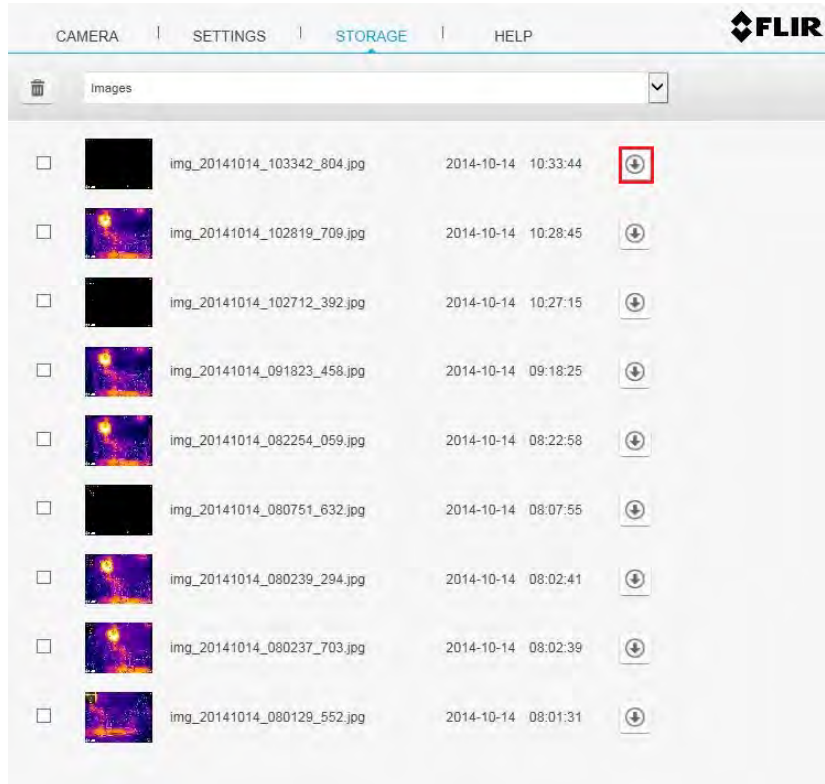 CAMERA | SETTINGS | STORAGE | HELP
FLIR
Images
img_20141014_103342_804.jpg 2014-10-14 10:33:44
img_20141014_102819_709.jpg 2014-10-14 10:28:45
img_20141014_102712_392.jpg 2014-10-14 10:27:15
img_20141014_091823_458.jpg 2014-10-14 09:18:25
img_20141014_082254_059.jpg 2014-10-14 08:22:58
img_20141014_080751_632.jpg 2014-10-14 08:07:55
img_20141014_080239_294.jpg 2014-10-14 08:02:41
img_20141014_080237_703.jpg 2014-10-14 08:02:39
img_20141014_080129_552.jpg 2014-10-14 08:01:31